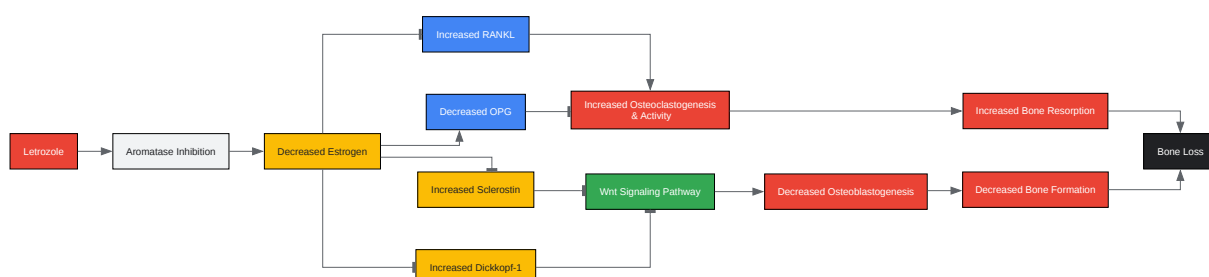 Increased RANKL
Decreased OPG
Increased Osteoclastogenesis
& Activity
Increased Bone Resorption
Letrozole
Aromatase Inhibition
Decreased Estrogen
Bone Loss
Increased Sclerostin
Wnt Signaling Pathway
Decreased Osteoblastogenesis
Decreased Bone Formation
Increased Dickkopf-1